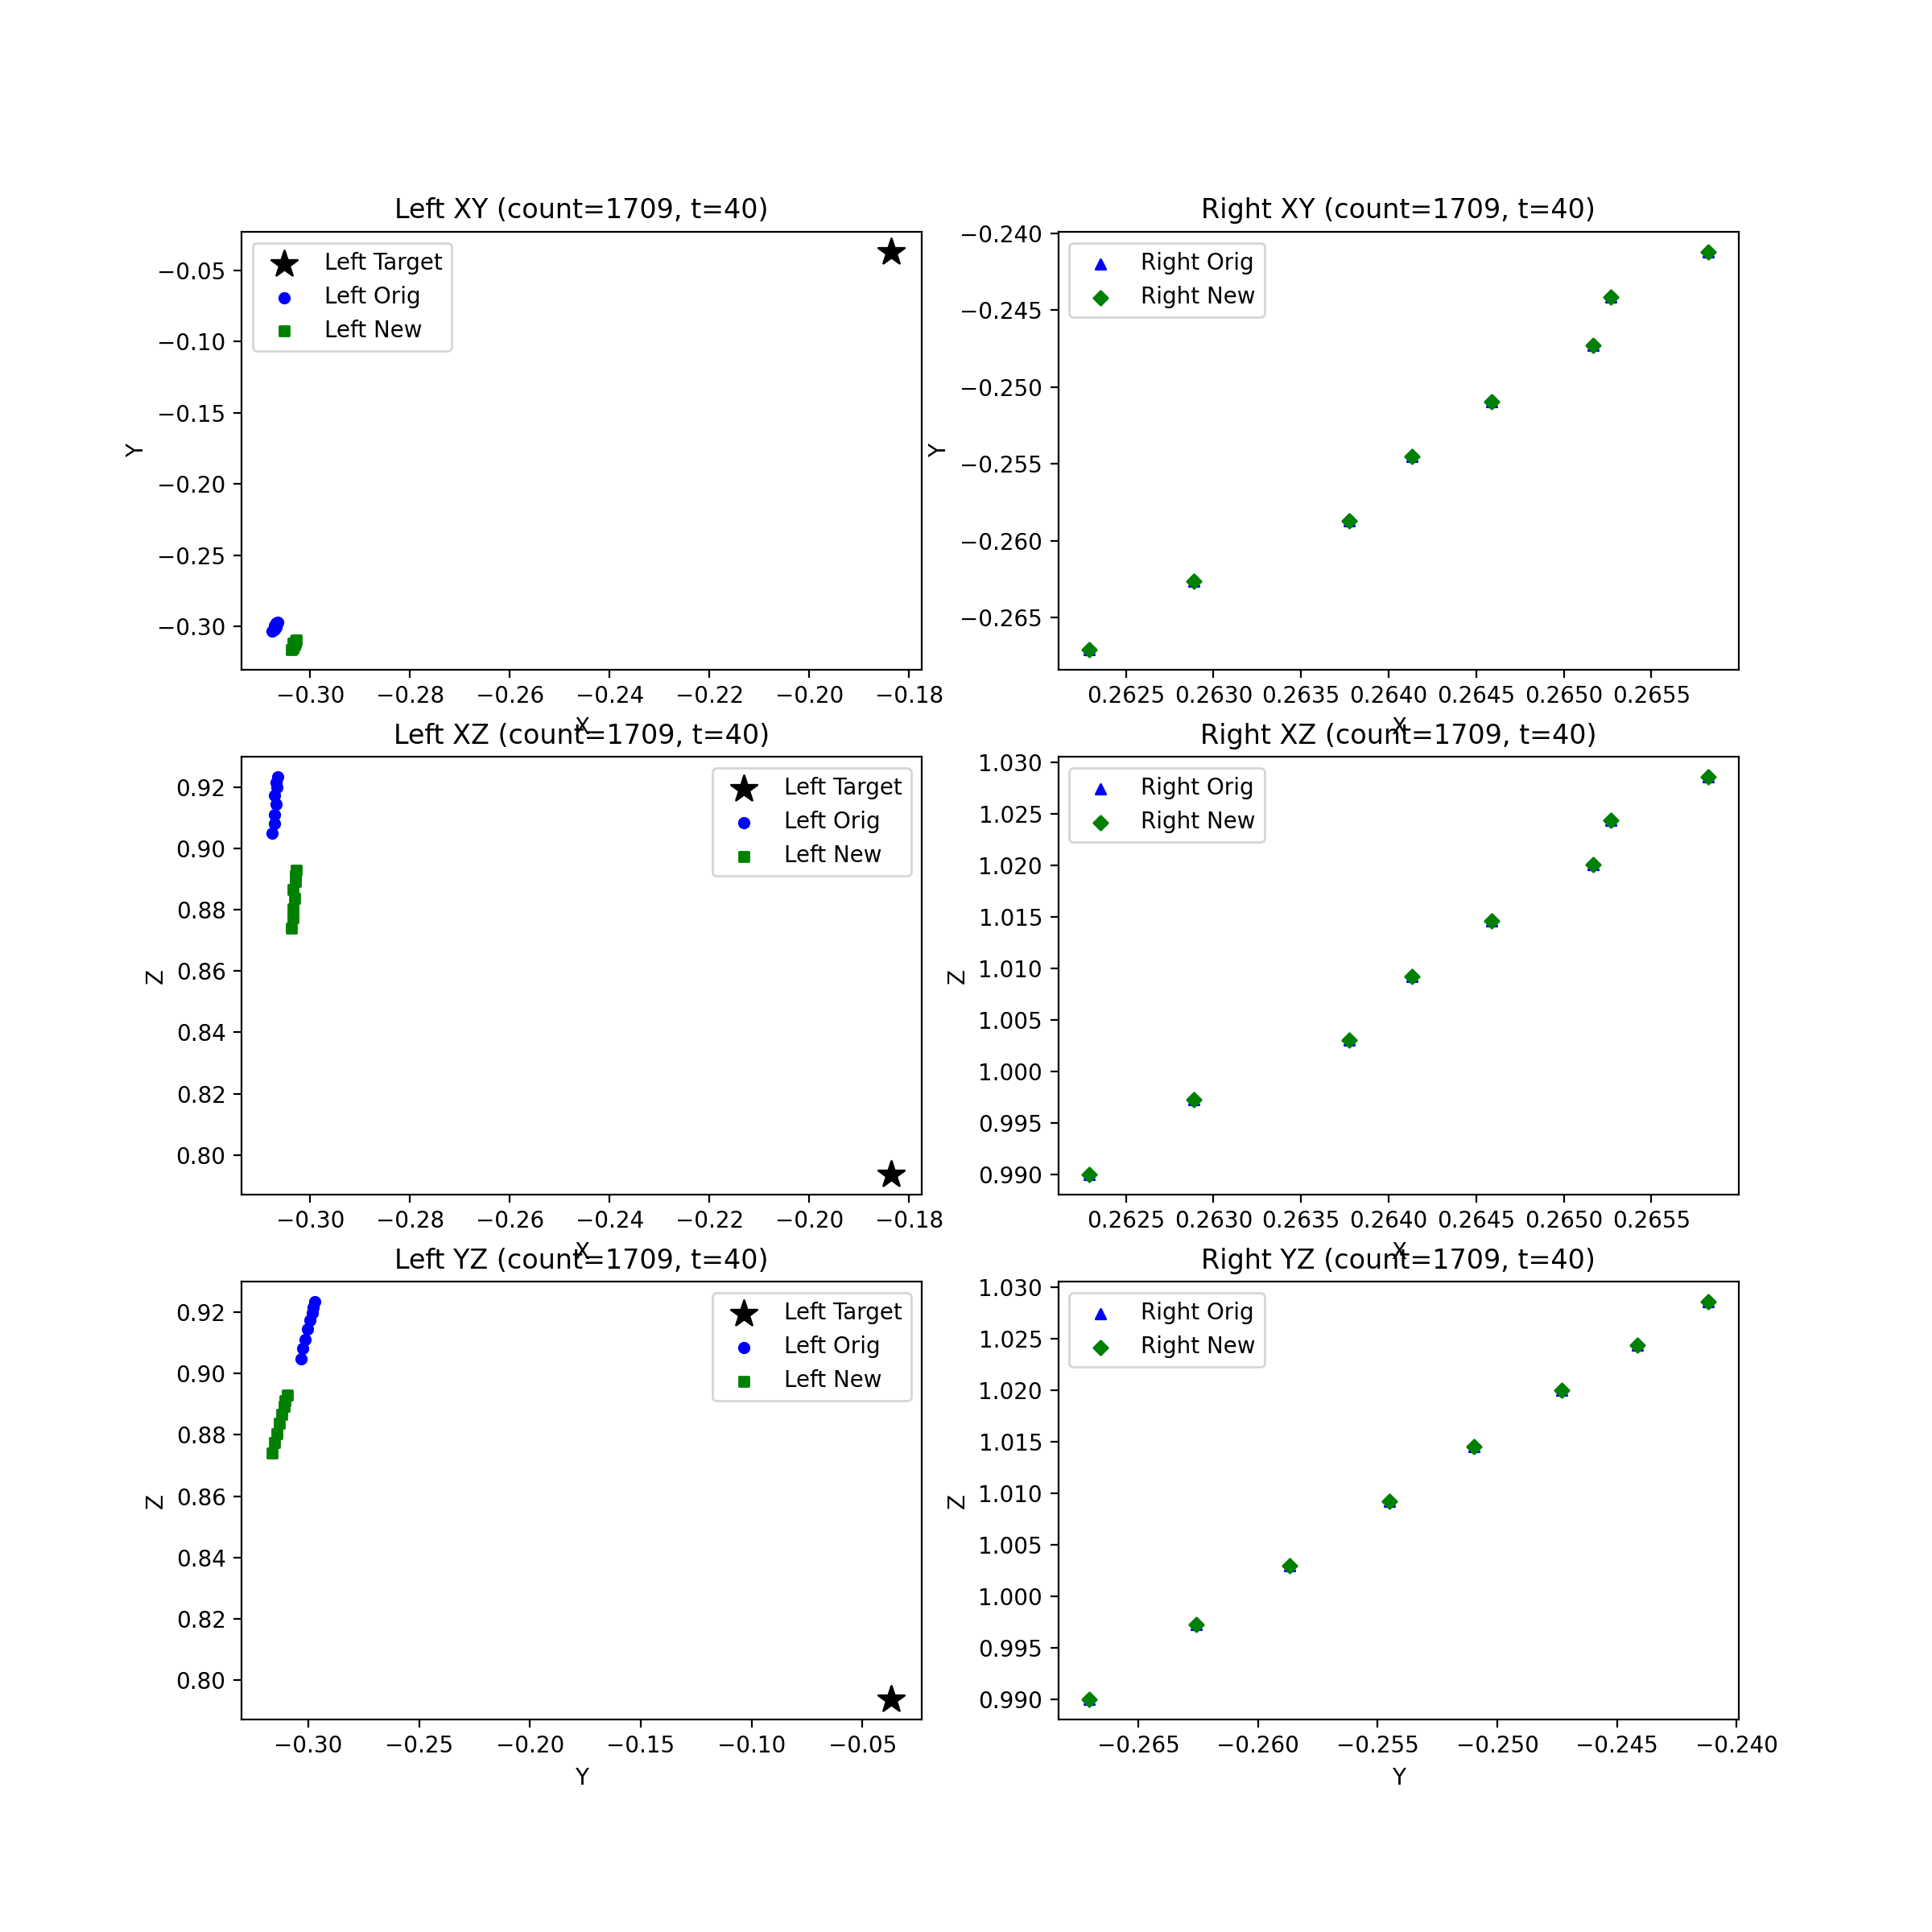 Left XY (count=1709, t=40)
Left Target
Left Orig
Left New
−0.05
−0.10
−0.15
−0.20
−0.25
−0.30
Y
−0.30 −0.28 −0.26 −0.24 −0.22 −0.20 −0.18
X
Right XY (count=1709, t=40)
Right Orig
Right New
−0.240
−0.245
−0.250
−0.255
−0.260
−0.265
Y
0.2625 0.2630 0.2635 0.2640 0.2645 0.2650 0.2655
X
Left XZ (count=1709, t=40)
Left Target
Left Orig
Left New
0.92
0.90
0.88
0.86
0.84
0.82
0.80
Z
−0.30 −0.28 −0.26 −0.24 −0.22 −0.20 −0.18
X
Right XZ (count=1709, t=40)
Right Orig
Right New
1.030
1.025
1.020
1.015
1.010
1.005
1.000
0.995
0.990
Z
0.2625 0.2630 0.2635 0.2640 0.2645 0.2650 0.2655
X
Left YZ (count=1709, t=40)
Left Target
Left Orig
Left New
0.92
0.90
0.88
0.86
0.84
0.82
0.80
Z
−0.30 −0.25 −0.20 −0.15 −0.10 −0.05
Y
Right YZ (count=1709, t=40)
Right Orig
Right New
1.030
1.025
1.020
1.015
1.010
1.005
1.000
0.995
0.990
Z
−0.265 −0.260 −0.255 −0.250 −0.245 −0.240
Y